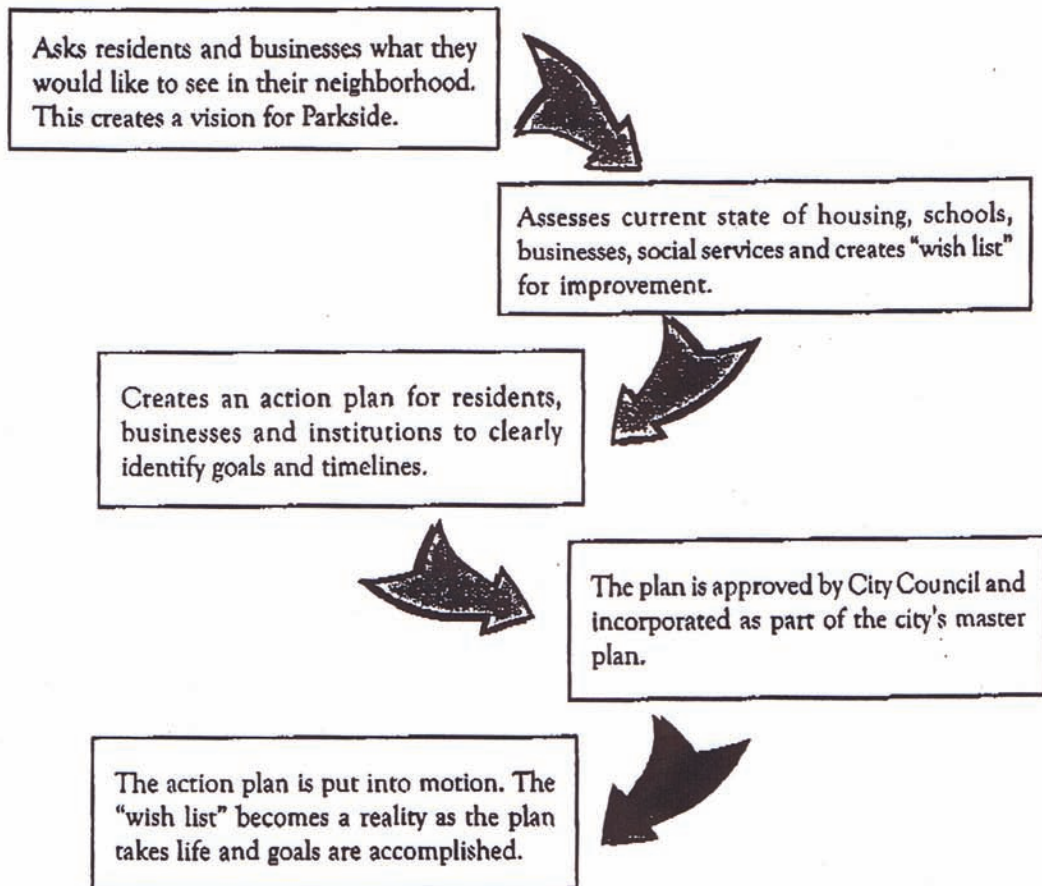 Asks residents and businesses what they
would like to see in their neighborhood.
This creates a vision for Parkside.
Assesses current state of housing, schools,
businesses, social services and creates "wish list"
for improvement.
Creates an action plan for residents,
businesses and institutions to clearly
identify goals and timelines.
The plan is approved by City Council and
incorporated as part of the city's master
plan.
The action plan is put into motion. The
"wish list" becomes a reality as the plan
takes life and goals are accomplished.